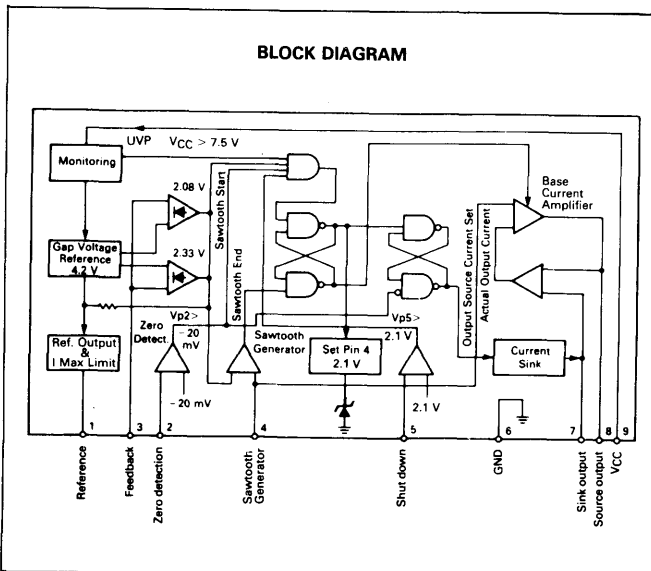 BLOCK DIAGRAM
UVP VCC > 7.5 V
Monitoring
2.08 V
Sawtooth Start
Base
Current
Amplifier
Gap Voltage
Reference
4.2 V
2.33 V
Sawtooth End
Output Source Current Set
Actual Output Current
Vp2>
- 20
mV
Zero
Detect.
Sawtooth
Generator
Vp5>
2.1 V
Ref. Output
&
I Max Limit
Set Pin 4
2.1 V
Current
Sink
- 20 mV
2.1 V
1
3
2
4
5
6
7
8
9
Reference
Feedback
Zero detection
Sawtooth
Generator
Shut down
GND
Sink output
Source output
VCC